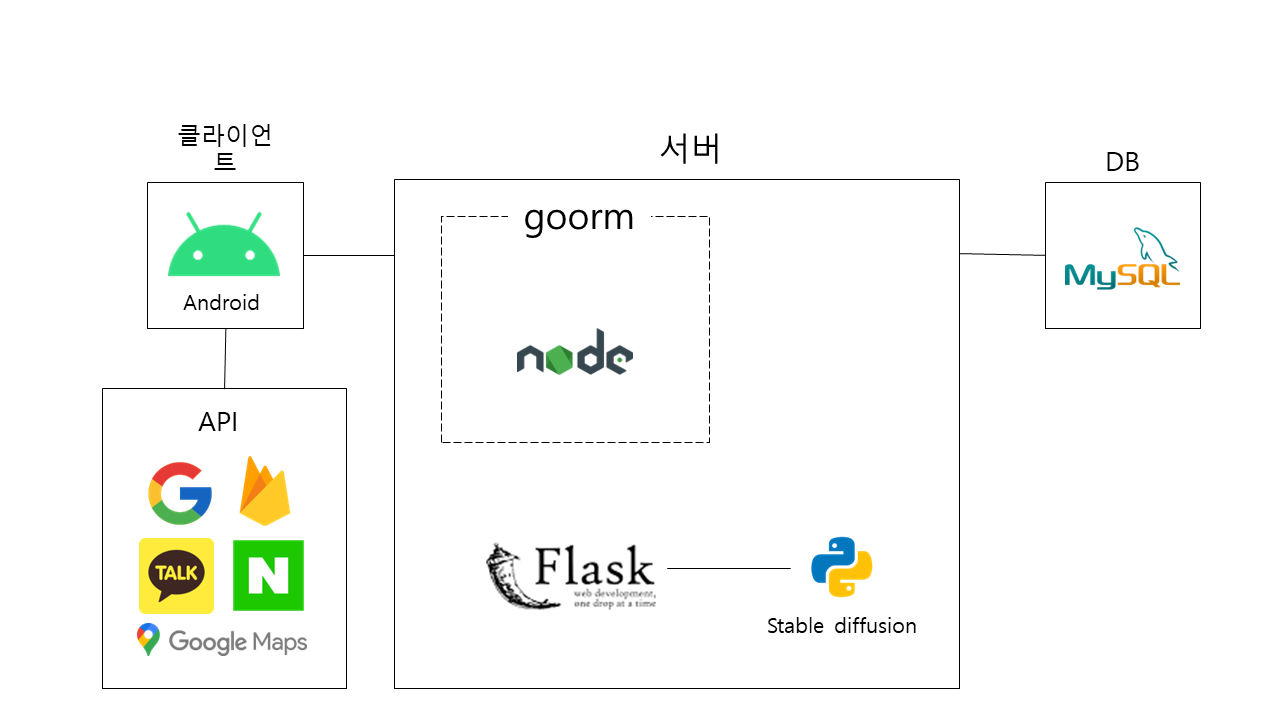 클라이언
트
서버
DB
goorm
Android
MySQL
node
API
G
TALK
N
Google Maps
Flask
web development,
one drop at a time
Stable diffusion